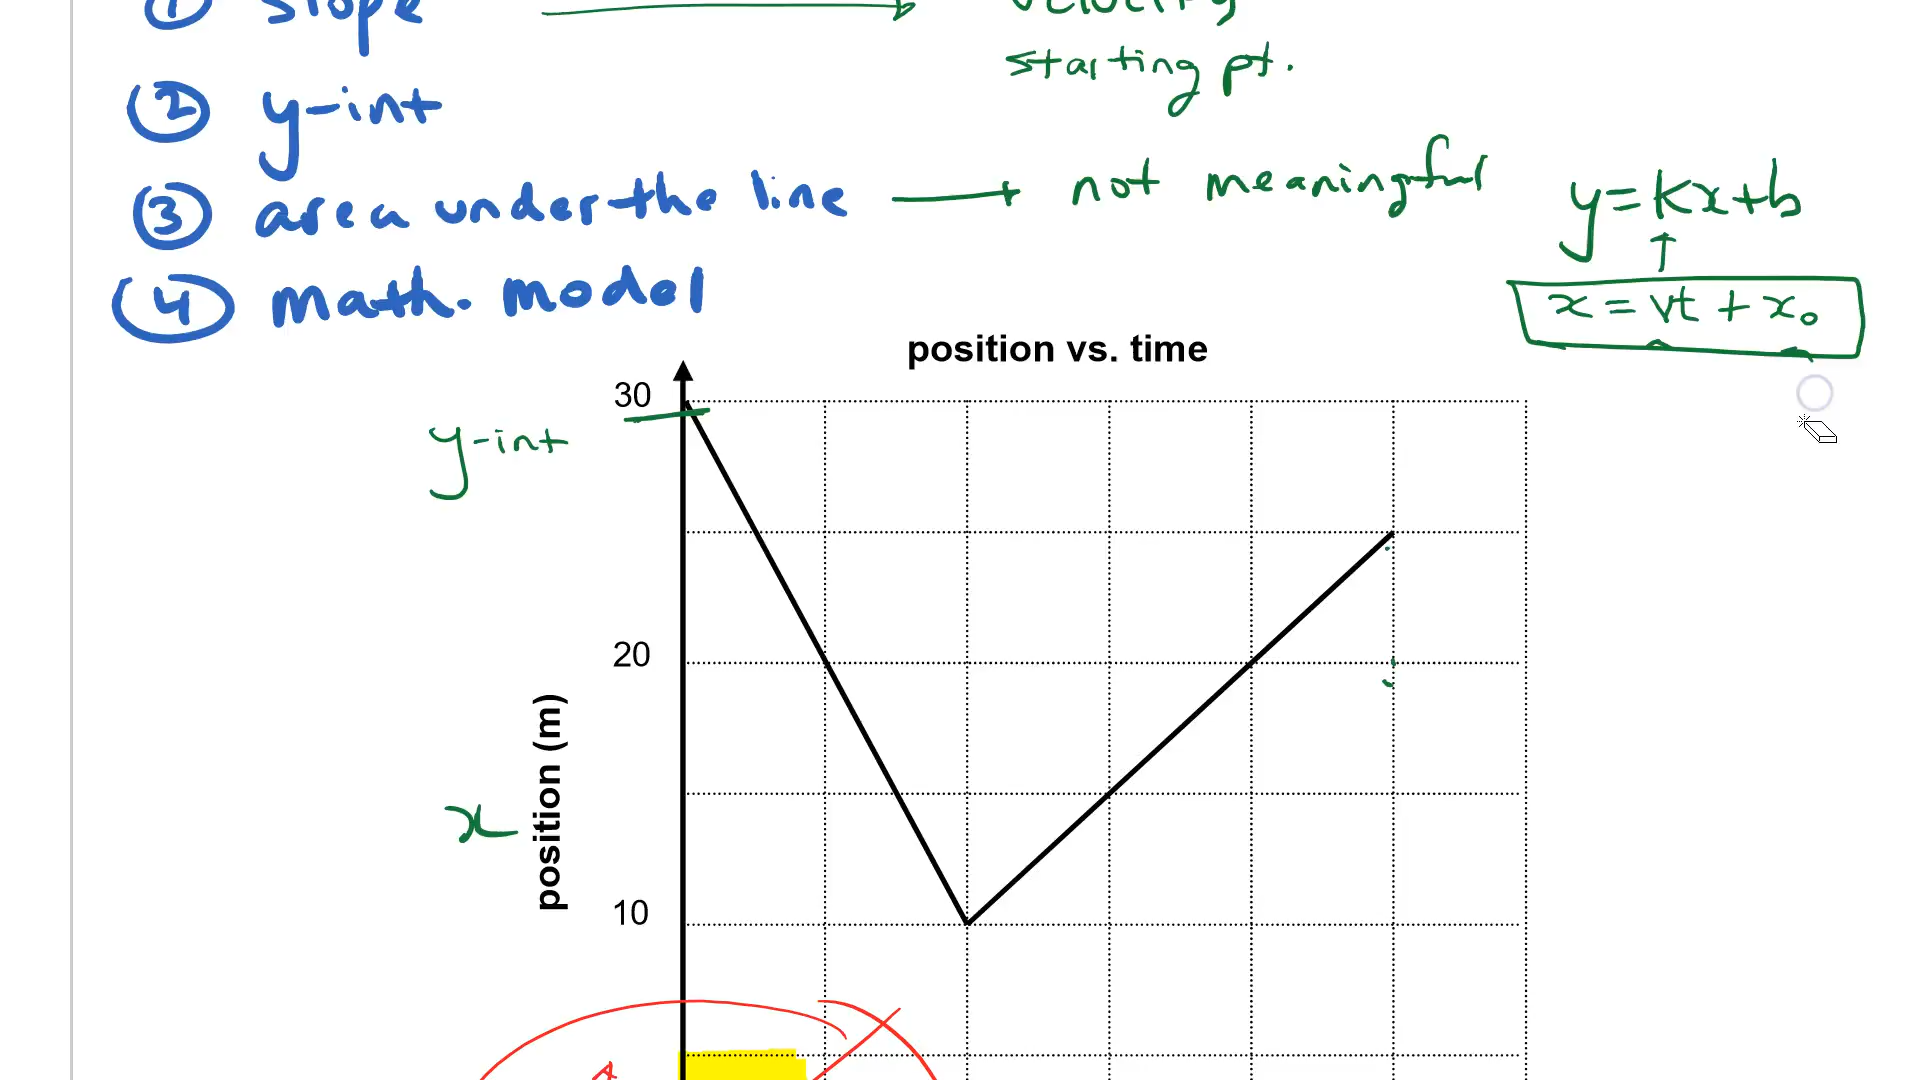 ① slope
velocity
starting pt.
② y-int
③ area under the line → not meaningful
y=kx+b
④ math. model
x = vt + x₀
position vs. time
30
y-int
20
position (m)
x
10